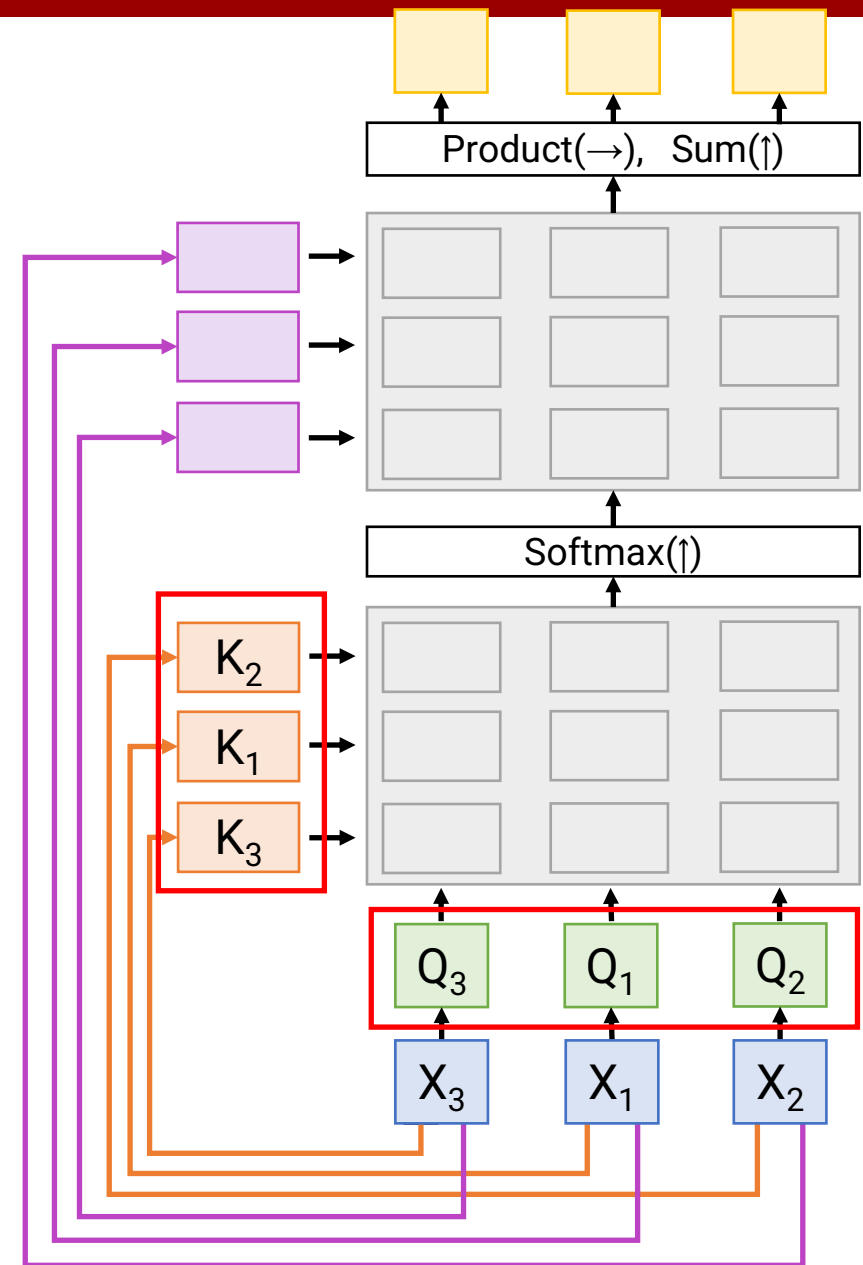 Product(→), Sum(↑)
Softmax(↑)
K₂
K₁
K₃
Q₃ Q₁ Q₂
X₃ X₁ X₂